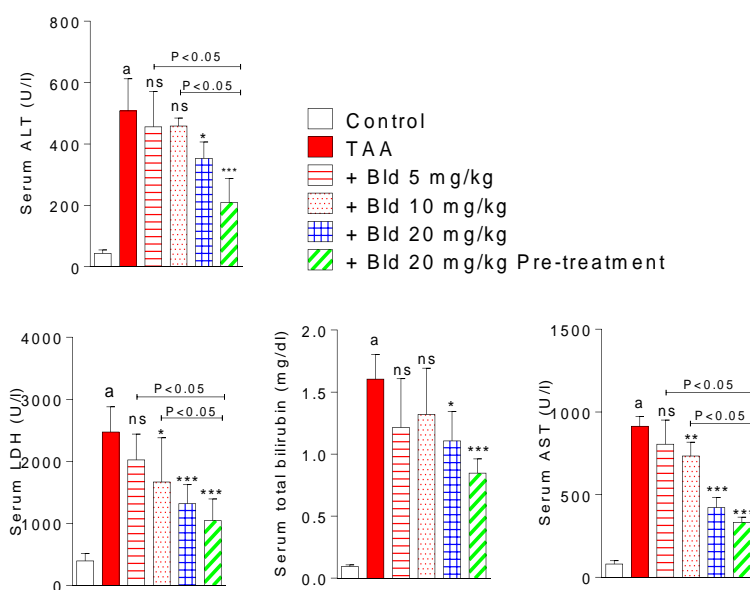 800
600
400
200
0
Serum ALT (U/l)
P<0.05
P<0.05
a
ns
ns
*
***
Control
TAA
+ Bld 5 mg/kg
+ Bld 10 mg/kg
+ Bld 20 mg/kg
+ Bld 20 mg/kg Pre-treatment
4000
3000
2000
1000
0
Serum LDH (U/l)
P<0.05
P<0.05
a
ns
*
***
***
2.0
1.5
1.0
0.5
0.0
Serum total bilirubin (mg/dl)
a
ns
ns
*
***
1500
1000
500
0
Serum AST (U/l)
P<0.05
P<0.05
a
ns
**
***
***